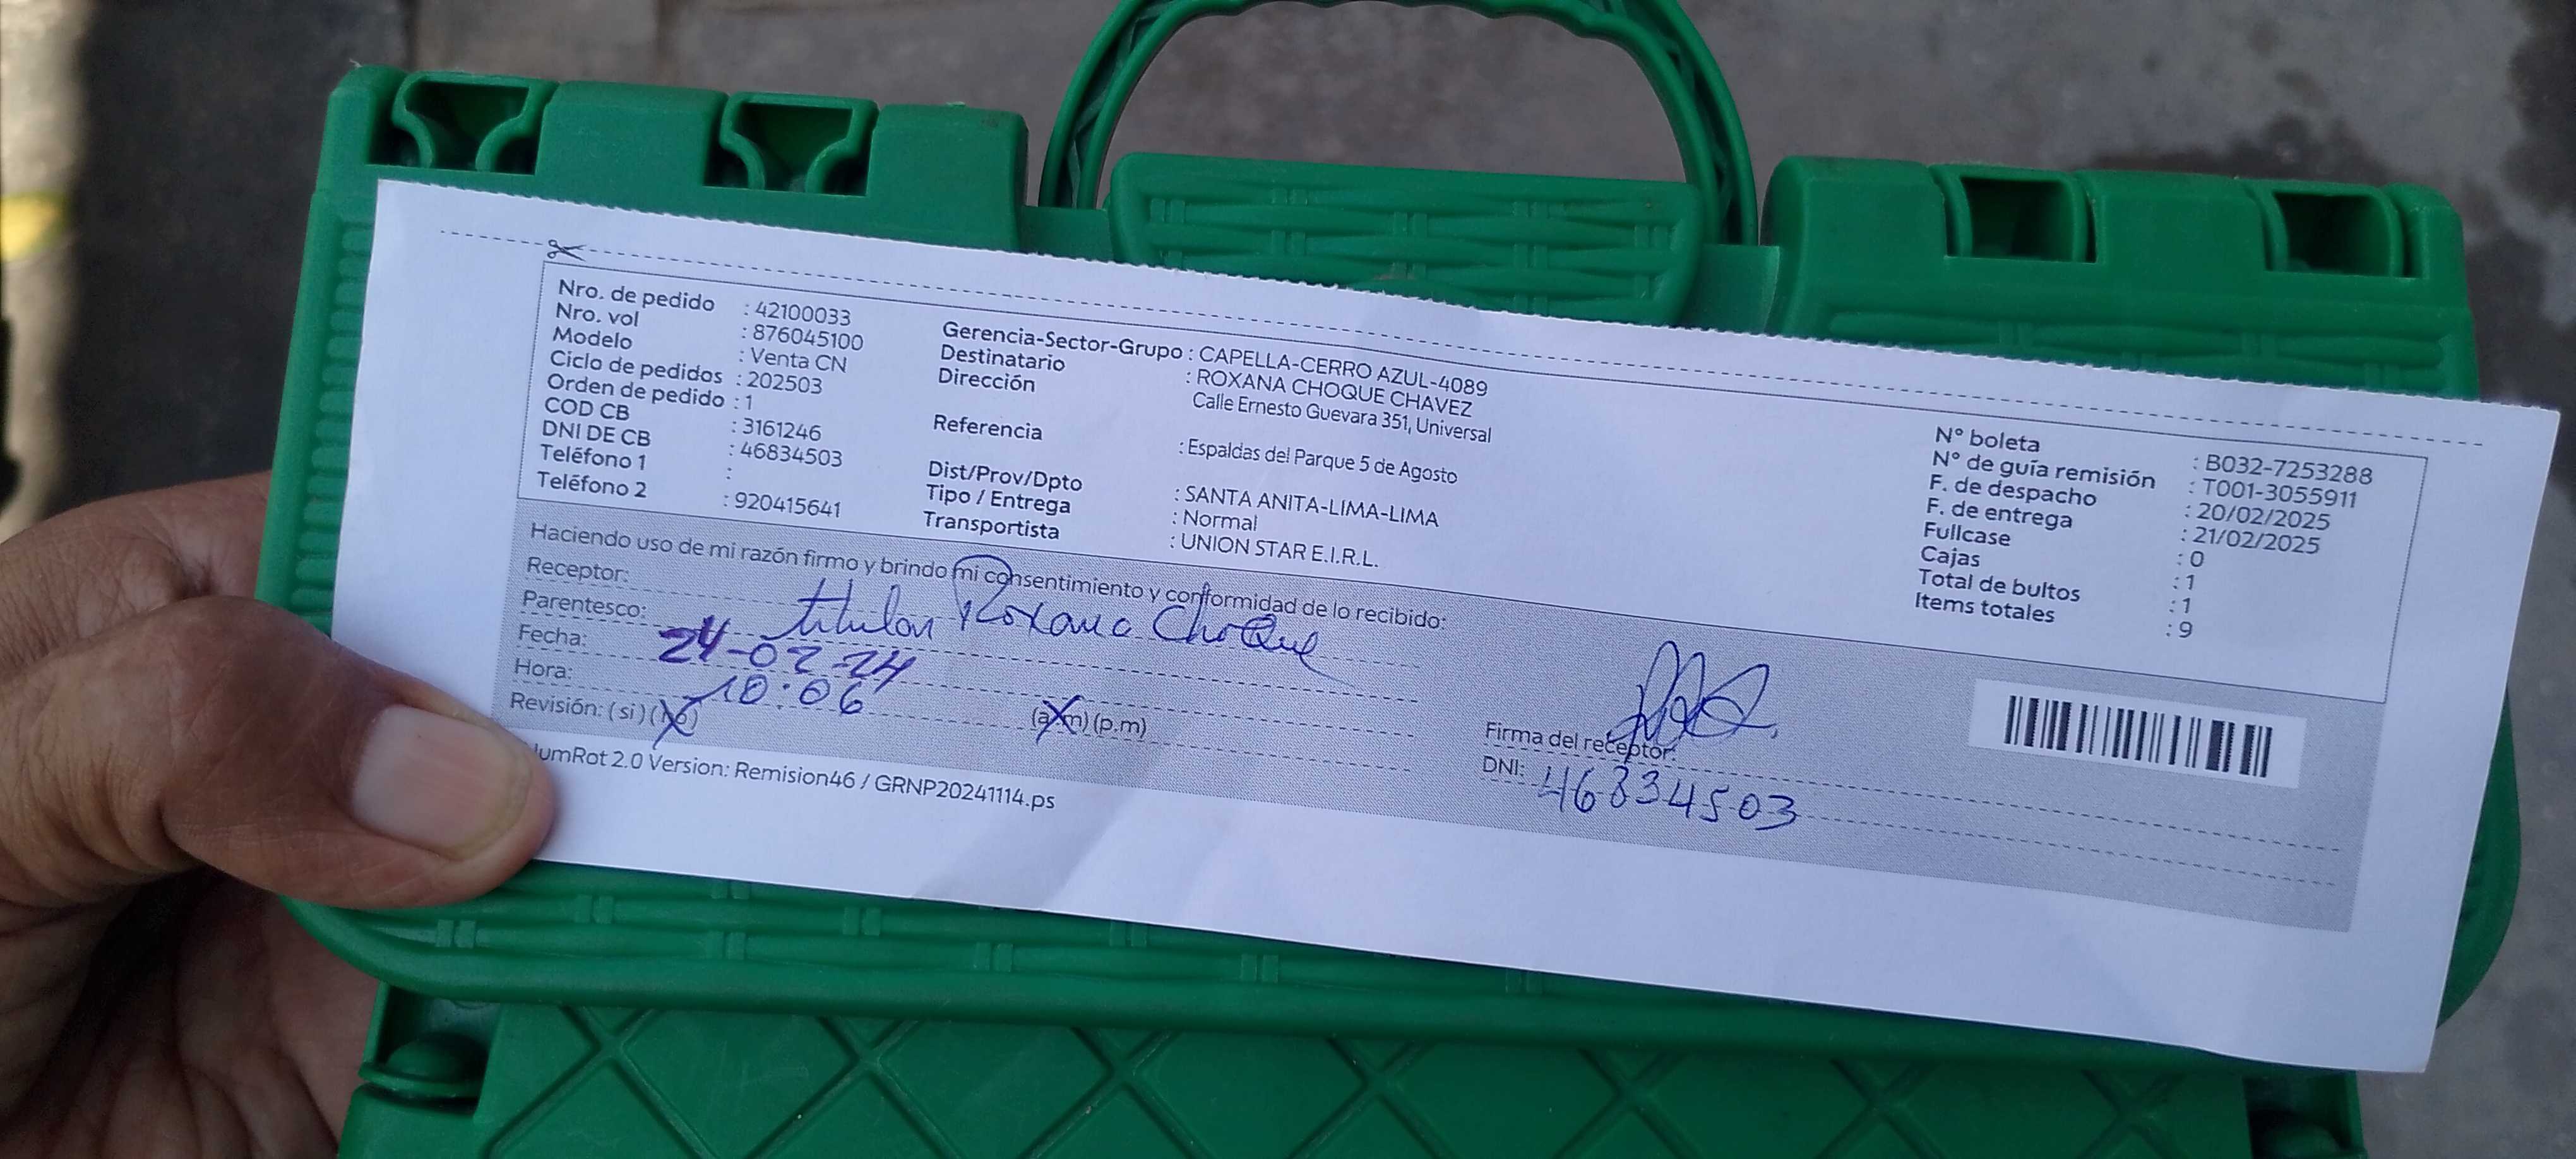 Nro. de pedido : 42100033
Nro. vol : 876045100
Modelo : Venta CN
Ciclo de pedidos : 202503
Orden de pedido : 1
COD CB : 3161246
DNI DE CB : 46834503
Teléfono 1 :
Teléfono 2 : 920415641
Gerencia-Sector-Grupo : CAPELLA-CERRO AZUL-4089
Destinatario : ROXANA CHOQUE CHAVEZ
Dirección Calle Ernesto Guevara 351, Universal
Referencia : Espaldas del Parque 5 de Agosto
Dist/Prov/Dpto : SANTA ANITA-LIMA-LIMA
Tipo / Entrega : Normal
Transportista : UNION STAR E.I.R.L.
N° boleta : B032-7253288
N° de guía remisión : T001-3055911
F. de despacho : 20/02/2025
F. de entrega : 21/02/2025
Fullcase : 0
Cajas : 1
Total de bultos : 1
Items totales : 9
Haciendo uso de mi razón firmo y brindo mi consentimiento y conformidad de lo recibido:
Receptor:
Parentesco: titular Roxana Choque
Fecha: 24-02-24
Hora: 10:06 (a.m) (p.m)
Revisión: (si) (no)
Firma del receptor:
DNI: 46834503
umRot 2.0 Version: Remision46 / GRNP20241114.ps